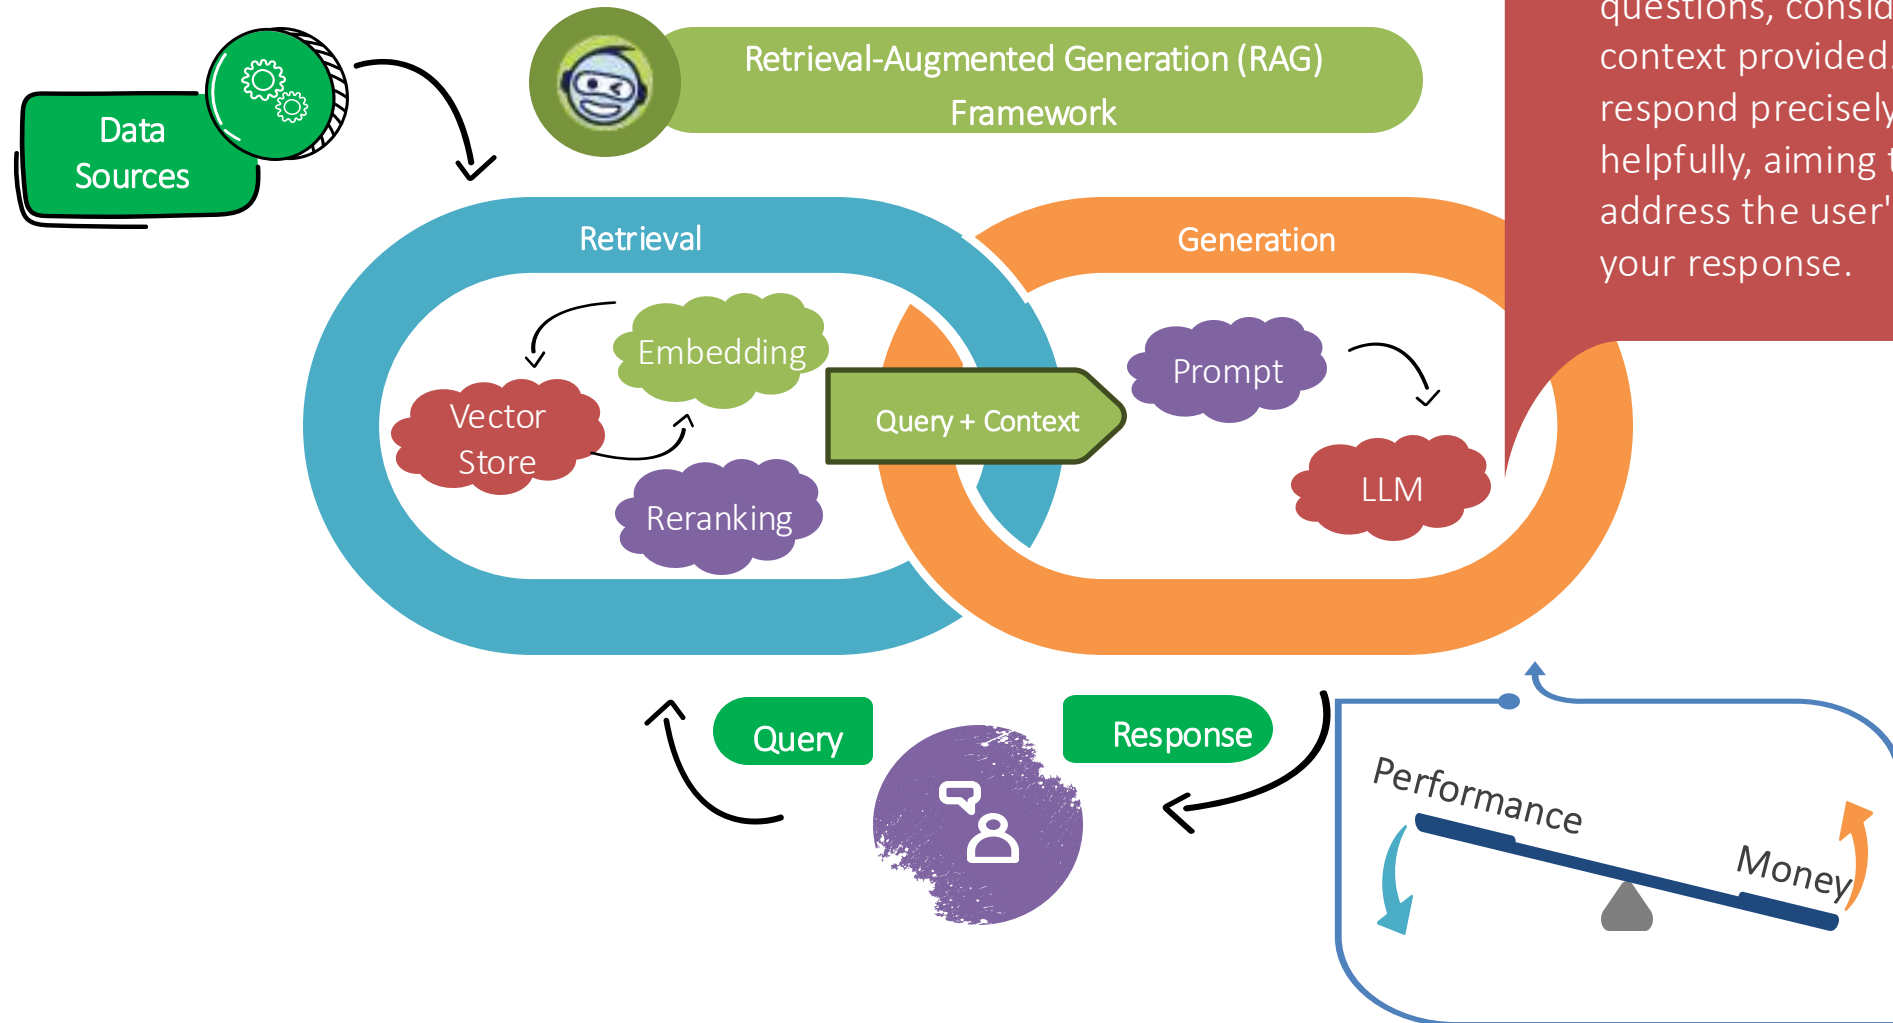 Retrieval-Augmented Generation (RAG)
Framework
Data
Sources
questions,
context provided.
respond precisely
helpfully, aiming
address the user'
your response.
Retrieval
Generation
Embedding
Vector
Store
Reranking
Query + Context
Prompt
LLM
Query
Response
Performance
Money